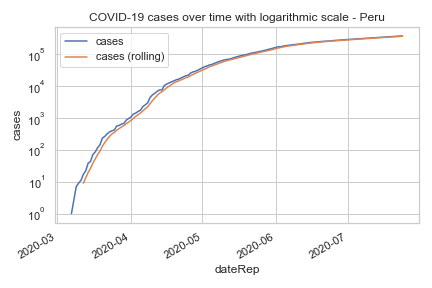 COVID-19 cases over time with logarithmic scale - Peru
cases
cases (rolling)
10^5
10^4
10^3
10^2
10^1
10^0
cases
2020-03
2020-04
2020-05
2020-06
2020-07
dateRep